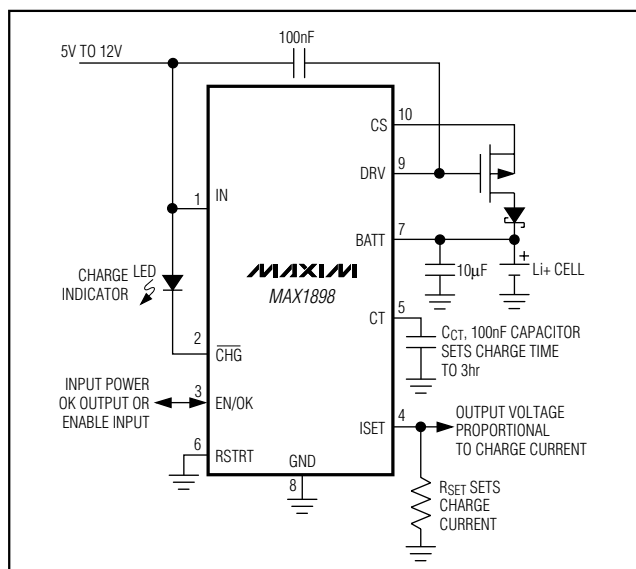 100nF
5V TO 12V
10
CS
9
DRV
1
IN
7
BATT
MAXIM
MAX1898
10μF
+
Li+ CELL
CHARGE
INDICATOR
LED
5
CT
CCT, 100nF CAPACITOR
SETS CHARGE TIME
TO 3hr
2
CHG
INPUT POWER
OK OUTPUT OR
ENABLE INPUT
3
EN/OK
4
ISET
OUTPUT VOLTAGE
PROPORTIONAL
TO CHARGE CURRENT
6
RSTRT
GND
8
RSET SETS
CHARGE
CURRENT